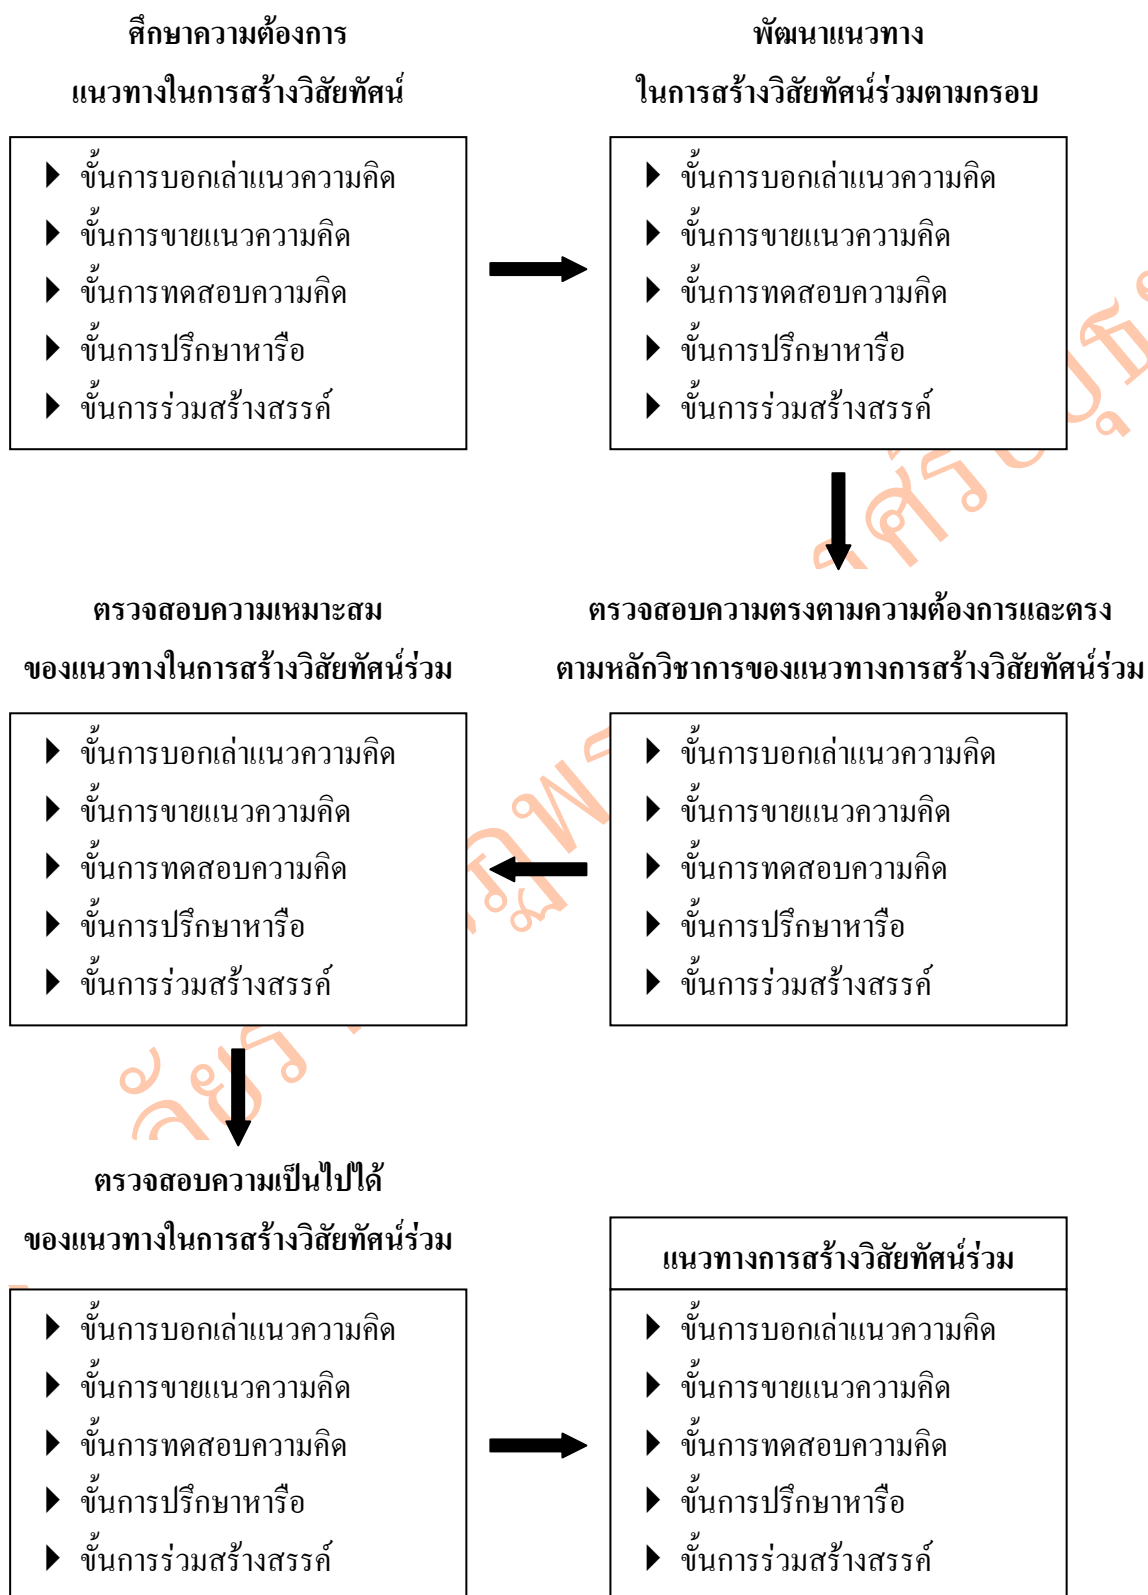 ศึกษาความต้องการ
แนวทางในการสร้างวิสัยทัศน์
ขั้นการบอกเล่าแนวความคิด
ขั้นการขายแนวความคิด
ขั้นการทดสอบความคิด
ขั้นการปรึกษาหารือ
ขั้นการร่วมสร้างสรรค์
พัฒนาแนวทาง
ในการสร้างวิสัยทัศน์ร่วมตามกรอบ
ขั้นการบอกเล่าแนวความคิด
ขั้นการขายแนวความคิด
ขั้นการทดสอบความคิด
ขั้นการปรึกษาหารือ
ขั้นการร่วมสร้างสรรค์
ตรวจสอบความตรงตามความต้องการและตรง
ตามหลักวิชาการของแนวทางการสร้างวิสัยทัศน์ร่วม
ขั้นการบอกเล่าแนวความคิด
ขั้นการขายแนวความคิด
ขั้นการทดสอบความคิด
ขั้นการปรึกษาหารือ
ขั้นการร่วมสร้างสรรค์
ตรวจสอบความเหมาะสม
ของแนวทางในการสร้างวิสัยทัศน์ร่วม
ขั้นการบอกเล่าแนวความคิด
ขั้นการขายแนวความคิด
ขั้นการทดสอบความคิด
ขั้นการปรึกษาหารือ
ขั้นการร่วมสร้างสรรค์
ตรวจสอบความเป็นไปได้
ของแนวทางในการสร้างวิสัยทัศน์ร่วม
ขั้นการบอกเล่าแนวความคิด
ขั้นการขายแนวความคิด
ขั้นการทดสอบความคิด
ขั้นการปรึกษาหารือ
ขั้นการร่วมสร้างสรรค์
แนวทางการสร้างวิสัยทัศน์ร่วม
ขั้นการบอกเล่าแนวความคิด
ขั้นการขายแนวความคิด
ขั้นการทดสอบความคิด
ขั้นการปรึกษาหารือ
ขั้นการร่วมสร้างสรรค์